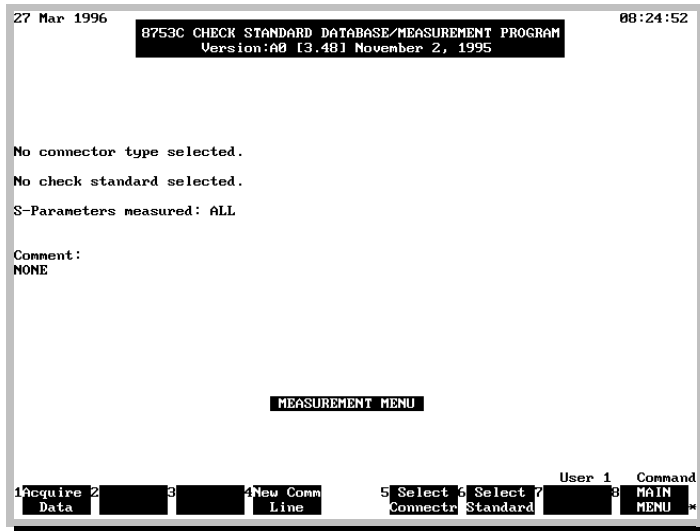 27 Mar 1996 08:24:52
8753C CHECK STANDARD DATABASE/MEASUREMENT PROGRAM
Version:A0 [3.48] November 2, 1995
No connector type selected.
No check standard selected.
S-Parameters measured: ALL
Comment:
NONE
MEASUREMENT MENU
User 1 Command
1Acquire 2 3 4New Comm 5 Select 6 Select 7 8 MAIN
Data Line Connectr Standard MENU *